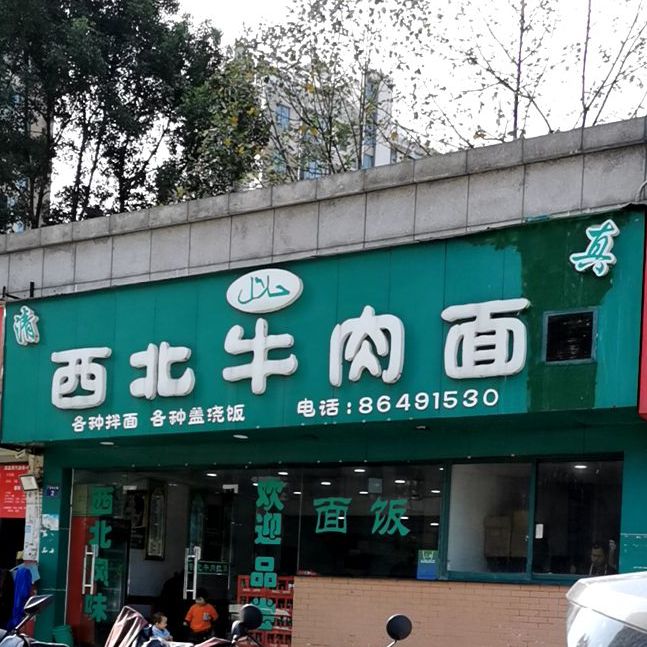 清 真
حلال
西北牛肉面
各种拌面 各种盖浇饭 电话:86491530
西北风味
欢迎品尝
面饭